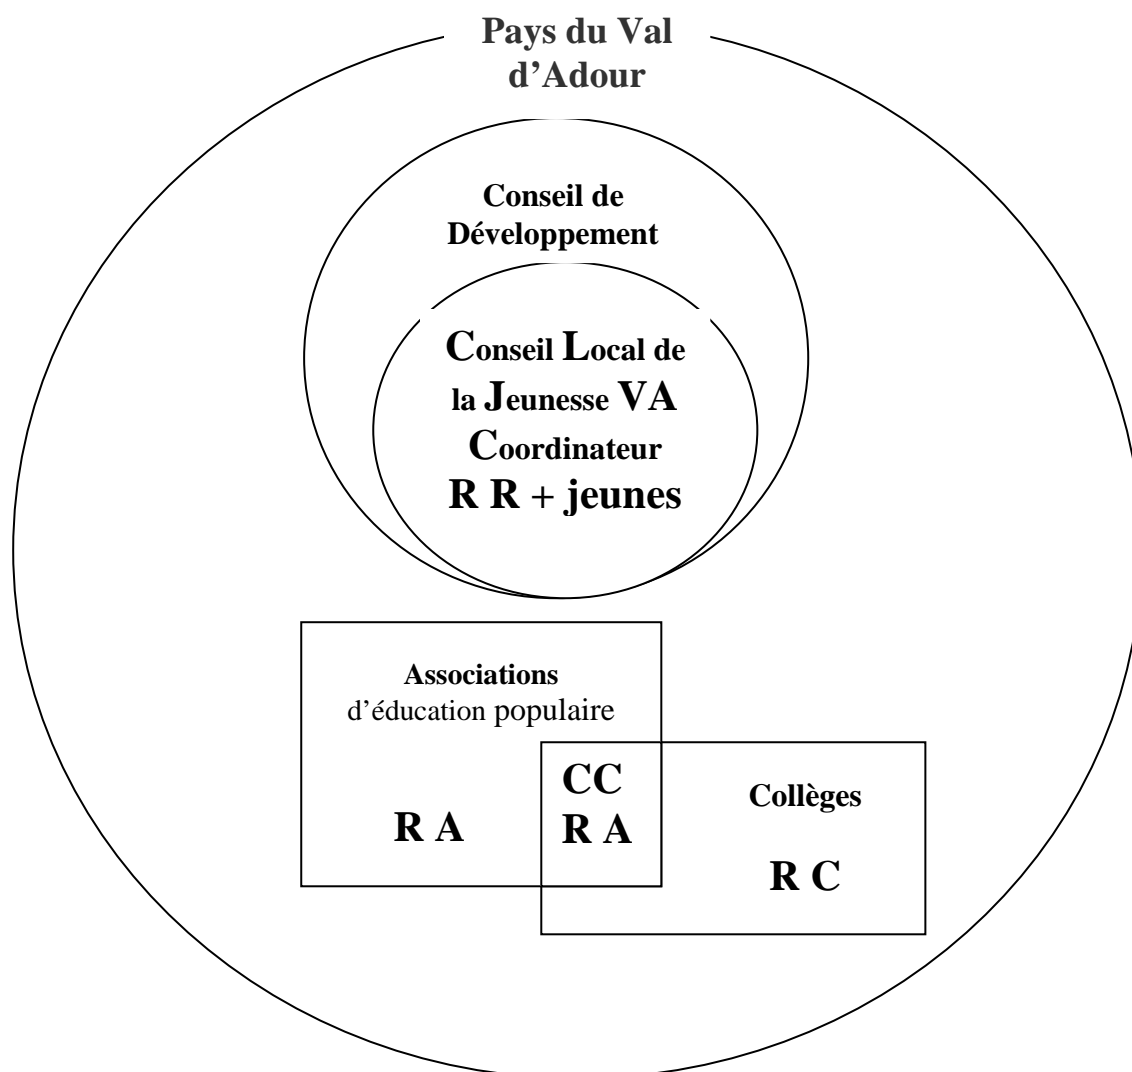 Pays du Val
d’Adour
Conseil de
Développement
Conseil Local de
la Jeunesse VA
Coordinateur
R R + jeunes
Associations
d’éducation populaire
R A
CC
R A
Collèges
R C